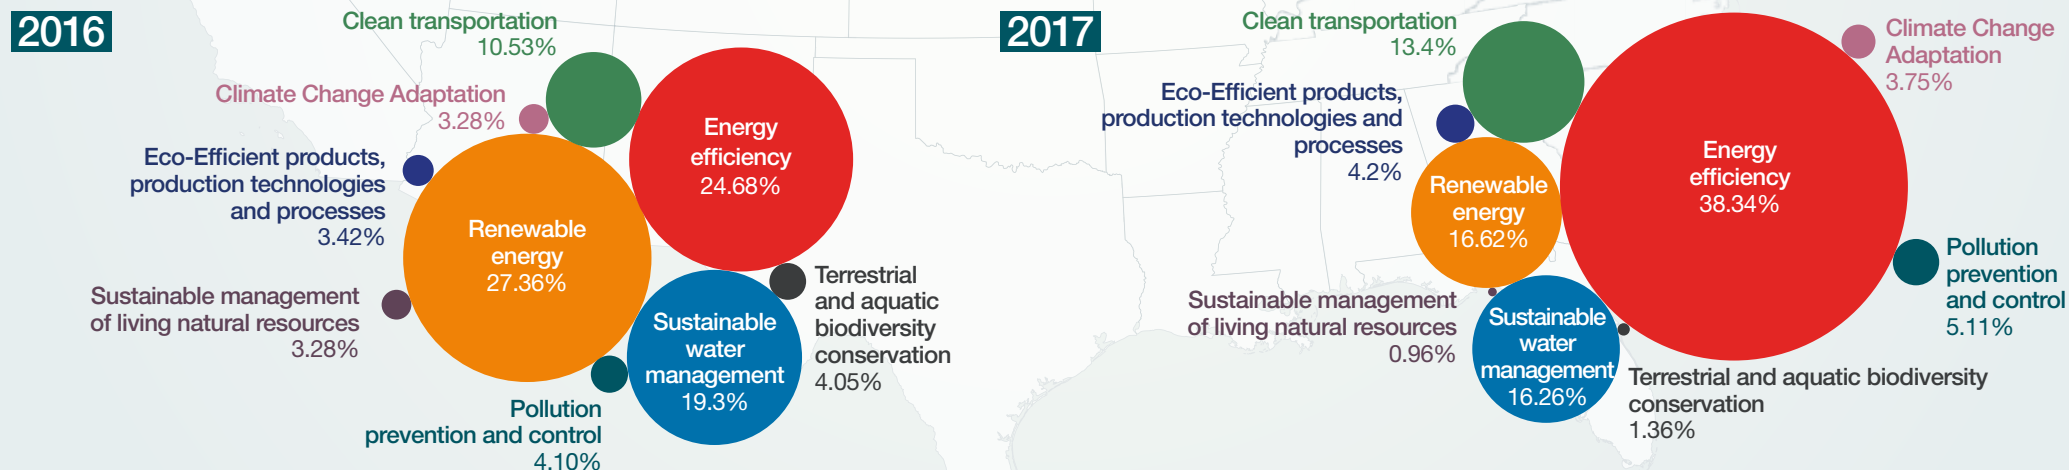 2016
Clean transportation
10.53%
Climate Change Adaptation
3.28%
Eco-Efficient products,
production technologies
and processes
3.42%
Sustainable management
of living natural resources
3.28%
Renewable
energy
27.36%
Energy
efficiency
24.68%
Sustainable
water
management
19.3%
Terrestrial
and aquatic
biodiversity
conservation
4.05%
Pollution
prevention and control
4.10%
2017
Clean transportation
13.4%
Eco-Efficient products,
production technologies and
processes
4.2%
Renewable
energy
16.62%
Energy
efficiency
38.34%
Climate Change
Adaptation
3.75%
Pollution
prevention
and control
5.11%
Sustainable management
of living natural resources
0.96%
Sustainable
water
management
16.26%
Terrestrial and aquatic biodiversity
conservation
1.36%